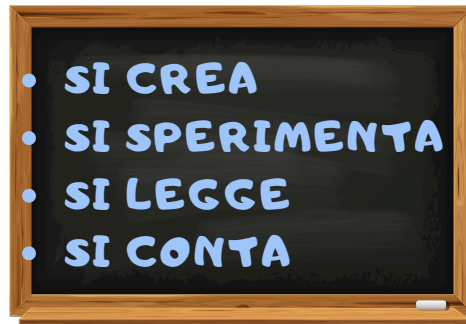 • SI CREA
• SI SPERIMENTA
• SI LEGGE
• SI CONTA